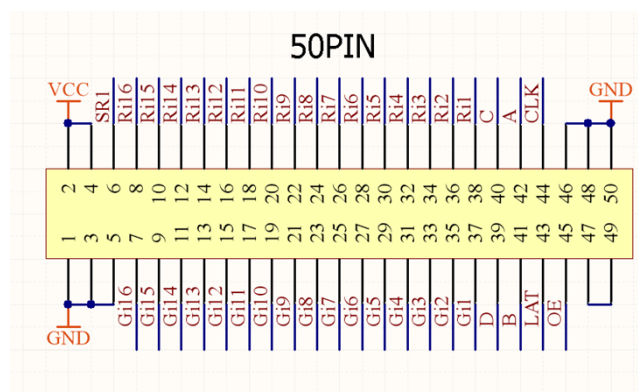 50PIN
VCC SR1 Ri16 Ri15 Ri14 Ri13 Ri12 Ri11 Ri10 Ri9 Ri8 Ri7 Ri6 Ri5 Ri4 Ri3 Ri2 Ri1 C A CLK GND
2 4 6 8 10 12 14 16 18 20 22 24 26 28 30 32 34 36 38 40 42 44 46 48 50
1 3 5 7 9 11 13 15 17 19 21 23 25 27 29 31 33 35 37 39 41 43 45 47 49
GND Gi16 Gi15 Gi14 Gi13 Gi12 Gi11 Gi10 Gi9 Gi8 Gi7 Gi6 Gi5 Gi4 Gi3 Gi2 Gi1 D B LAT OE